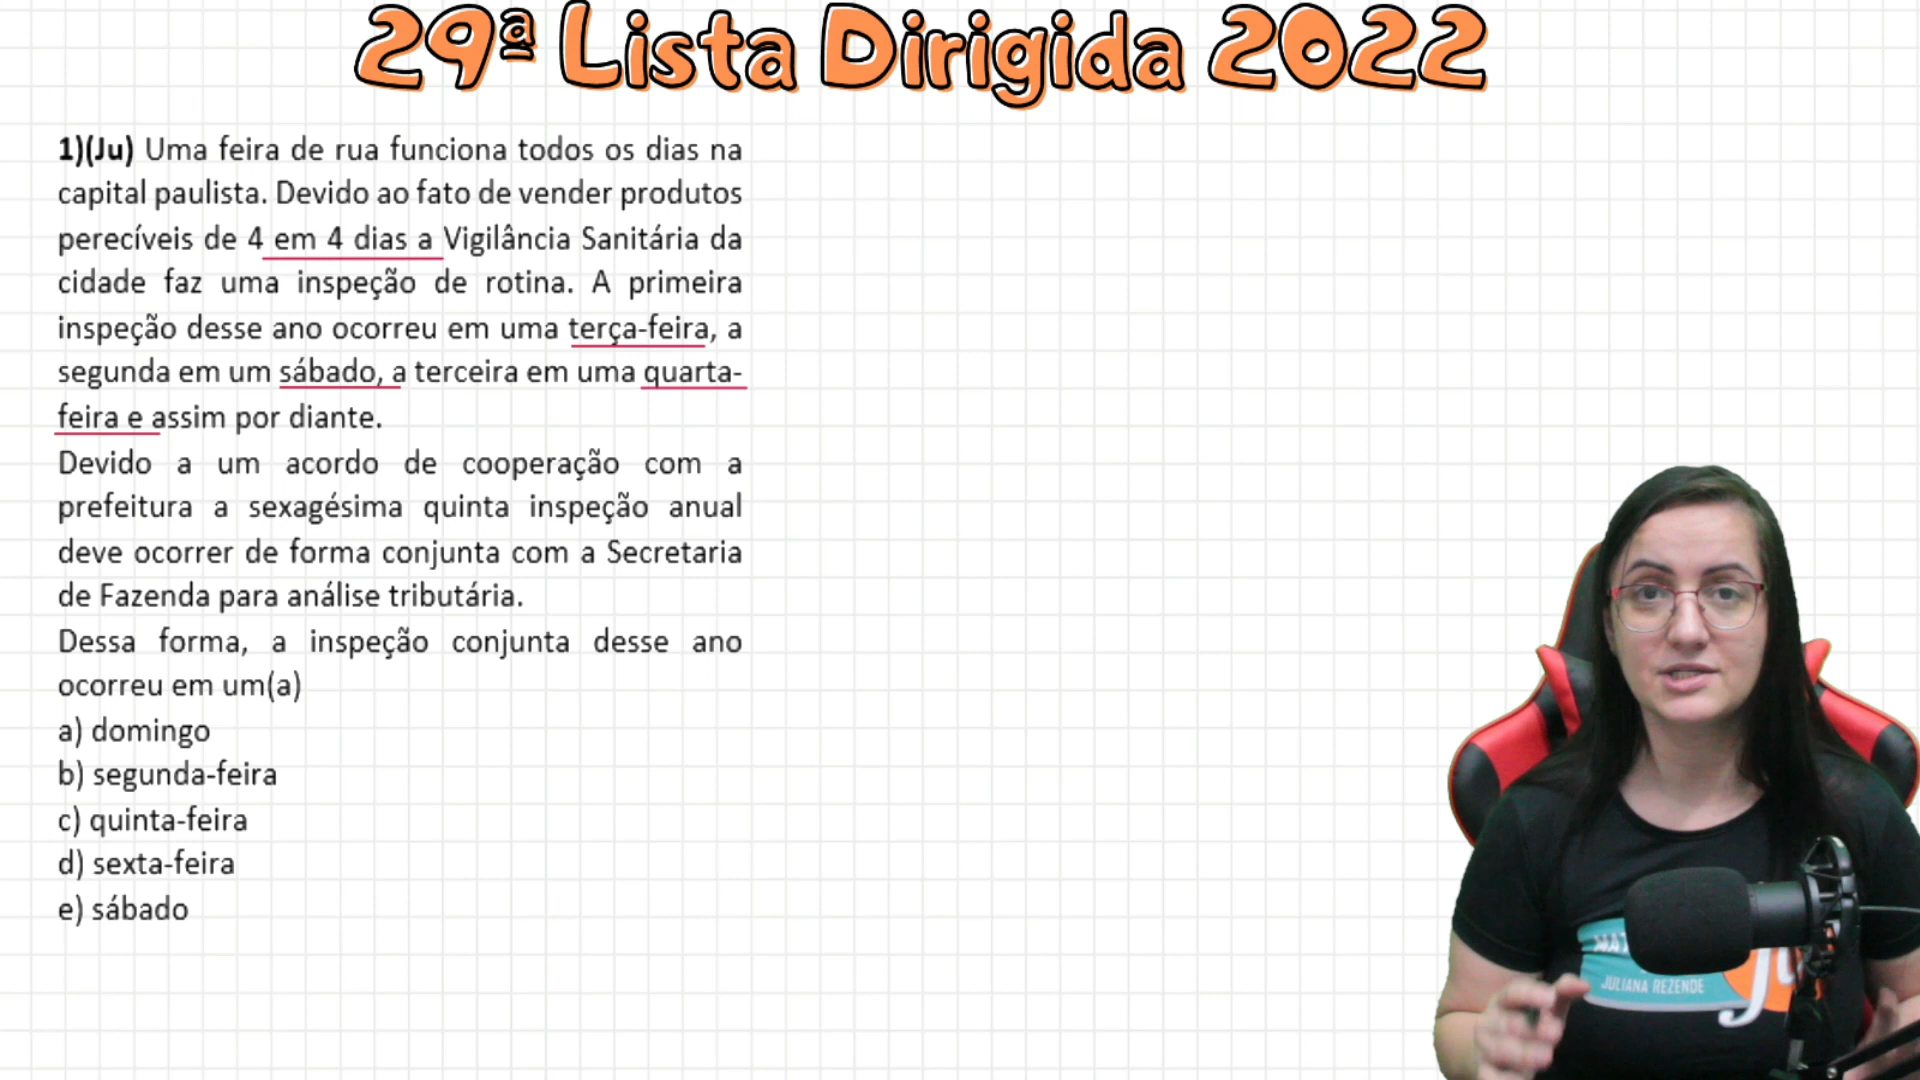 29ª Lista Dirigida 2022
1)(Ju) Uma feira de rua funciona todos os dias na
capital paulista. Devido ao fato de vender produtos
perecíveis de 4 em 4 dias a Vigilância Sanitária da
cidade faz uma inspeção de rotina. A primeira
inspeção desse ano ocorreu em uma terça-feira, a
segunda em um sábado, a terceira em uma quarta-
feira e assim por diante.
Devido a um acordo de cooperação com a
prefeitura a sexagésima quinta inspeção anual
deve ocorrer de forma conjunta com a Secretaria
de Fazenda para análise tributária.
Dessa forma, a inspeção conjunta desse ano
ocorreu em um(a)
a) domingo
b) segunda-feira
c) quinta-feira
d) sexta-feira
e) sábado
JULIANA REZENDE